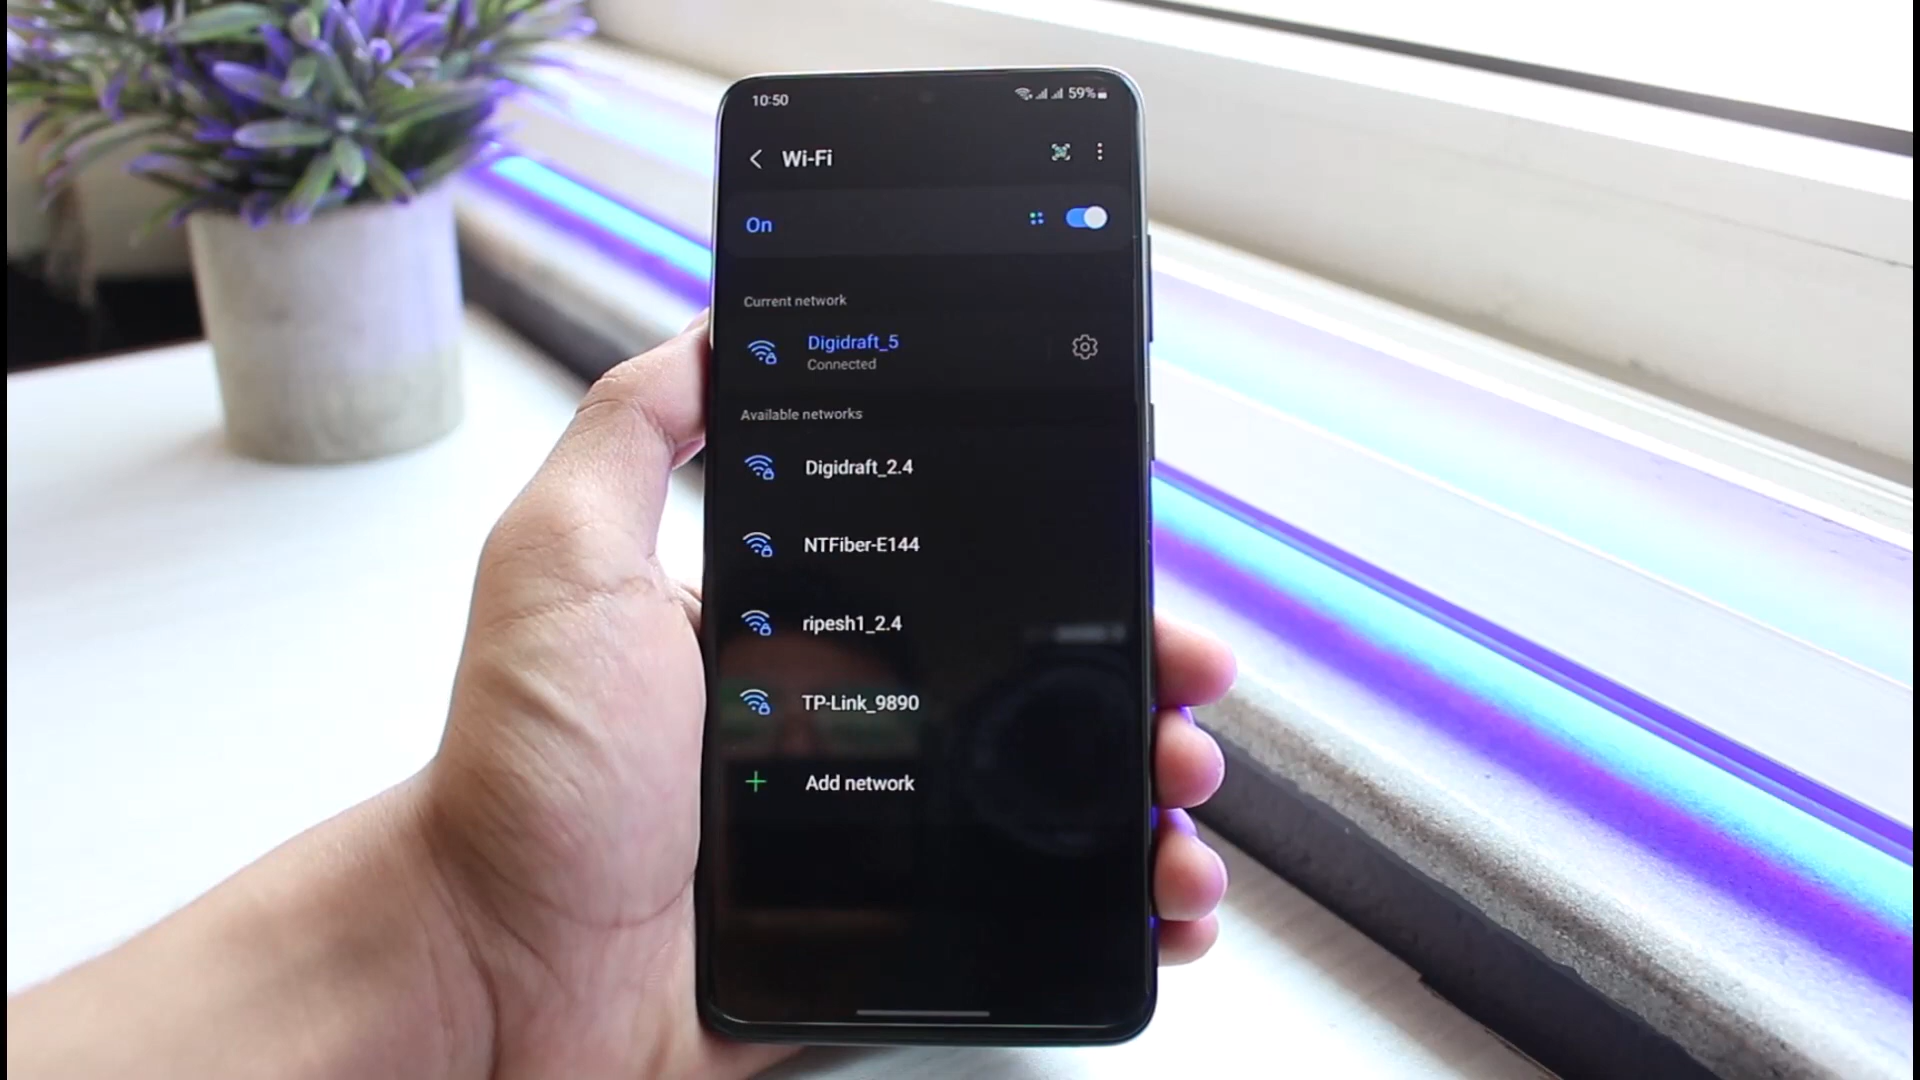 10:50
59%
Wi-Fi
On
Current network
Digidraft_5
Connected
Available networks
Digidraft_2.4
NTFiber-E144
ripesh1_2.4
TP-Link_9890
Add network